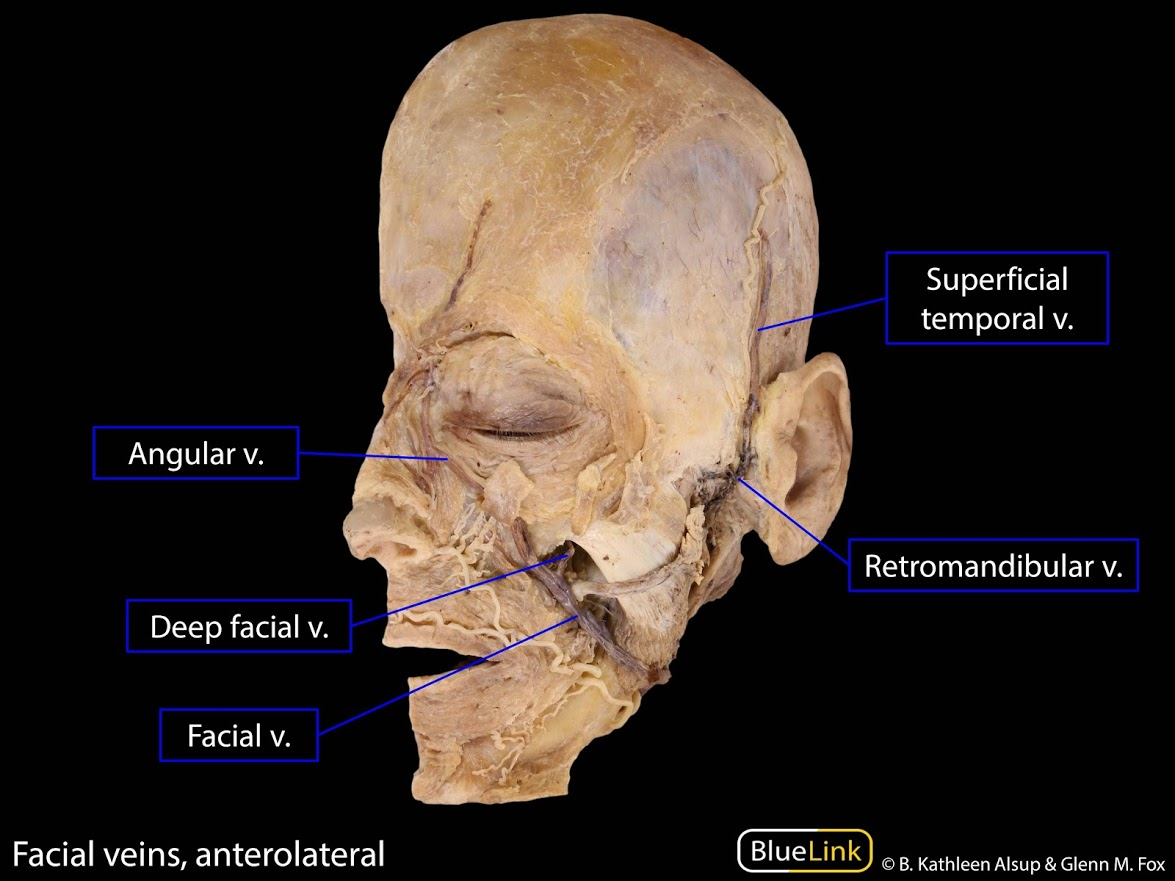 Superficial
temporal v.
Angular v.
Retromandibular v.
Deep facial v.
Facial v.
Facial veins, anterolateral
BlueLink
© B. Kathleen Alsup & Glenn M. Fox